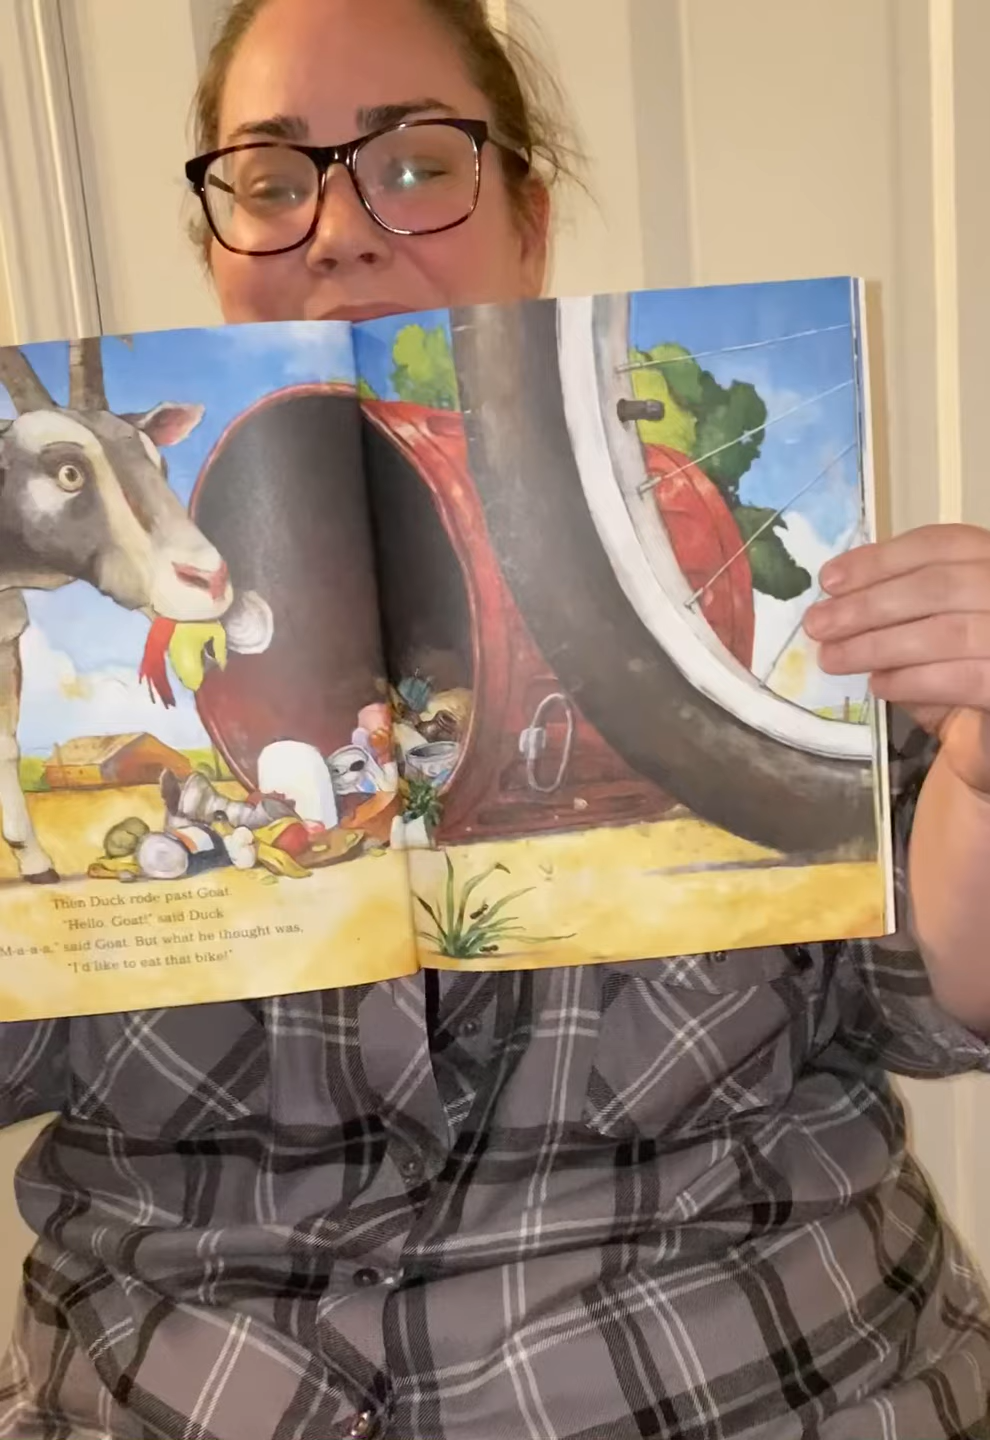 Then Duck rode past Goat.
"Hello, Goat!" said Duck.
M-a-a-a," said Goat. But what he thought was,
"I'd like to eat that bike!"